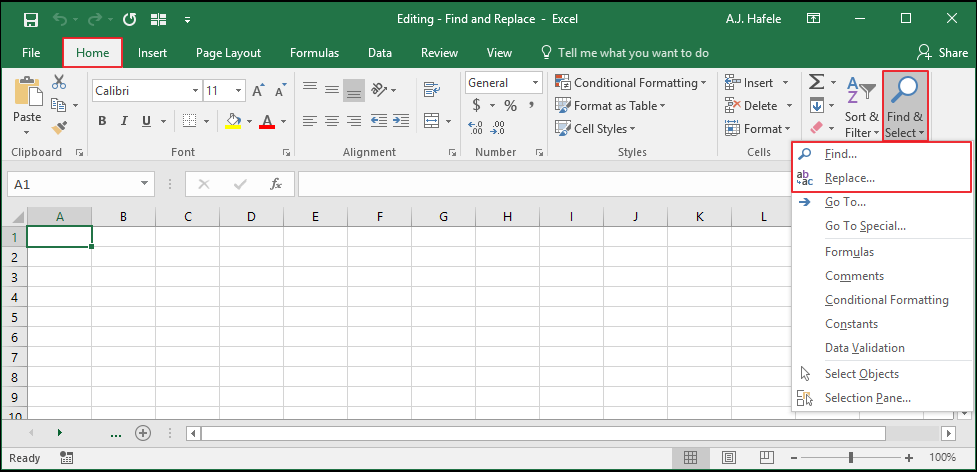 Editing - Find and Replace - Excel
A.J. Hafele
File Home Insert Page Layout Formulas Data Review View Tell me what you want to do Share
Paste
Clipboard
Calibri 11
B I U A
Font
Alignment
General
$ % ,
Number
Conditional Formatting
Format as Table
Cell Styles
Styles
Insert
Delete
Format
Cells
Sort &
Filter
Find &
Select
Find...
Replace...
Go To...
Go To Special...
Formulas
Comments
Conditional Formatting
Constants
Data Validation
Select Objects
Selection Pane...
A1 fx
A B C D E F G H I J K L
1
2
3
4
5
6
7
8
9
10
...
Ready 100%